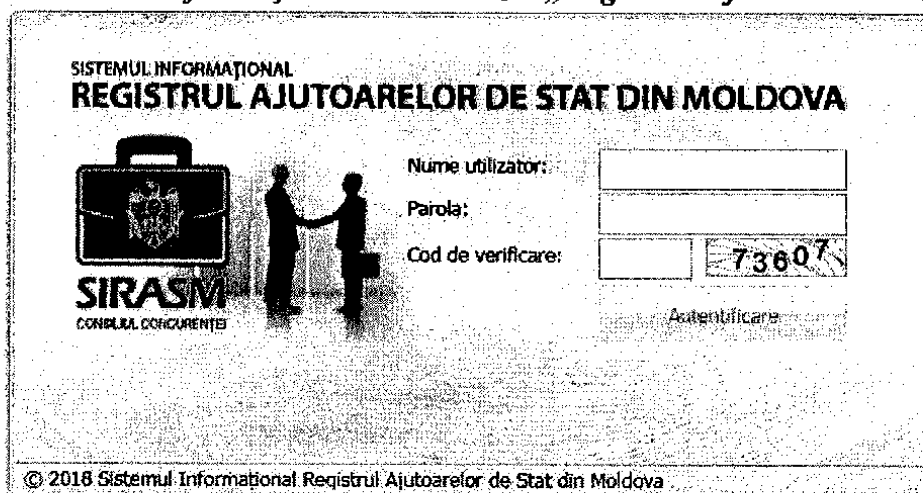 SISTEMUL INFORMAȚIONAL
REGISTRUL AJUTOARELOR DE STAT DIN MOLDOVA
Nume utilizator:
Parola:
Cod de verificare:
73607
SIRASM
CONSILIUL CONCURENȚEI
Autentificare
© 2018 Sistemul Informațional Registrul Ajutoarelor de Stat din Moldova